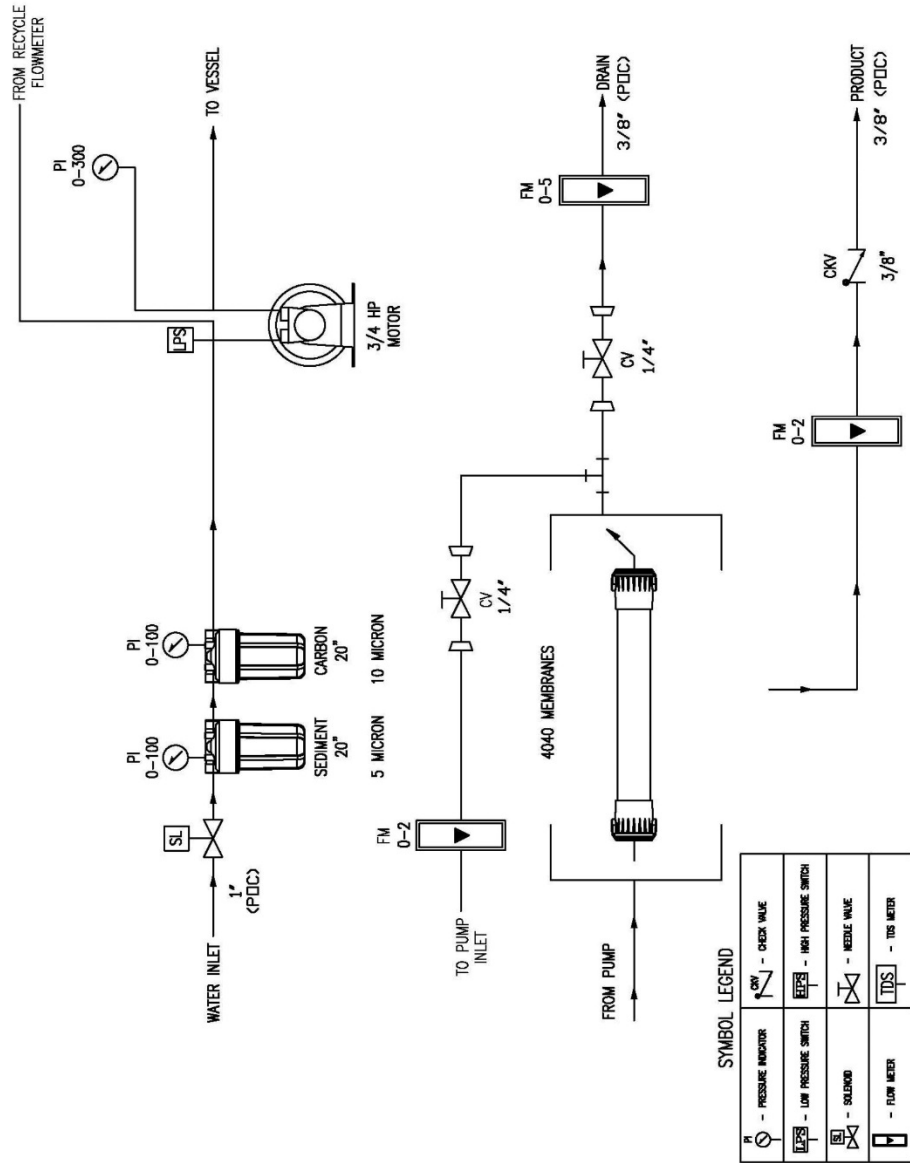 FROM RECYCLE
FLOWMETER
TO VESSEL
PI
0-300
LPS
3/4 HP
MOTOR
PI
0-100
PI
0-100
CARBON
20"
10 MICRON
SEDIMENT
20"
5 MICRON
SL
1"
(POC)
WATER INLET
DRAIN
3/8" (POC)
FM
0-5
CV
1/4"
CV
1/4"
FM
0-2
TO PUMP
INLET
4040 MEMBRANES
FROM PUMP
PRODUCT
3/8" (POC)
CKV
3/8"
FM
0-2
SYMBOL LEGEND
PI - PRESSURE INDICATOR
CKV - CHECK VALVE
LPS - LOW PRESSURE SWITCH
HPS - HIGH PRESSURE SWITCH
SL - SOLENOID
- NEEDLE VALVE
- FLOW METER
TDS - TDS METER